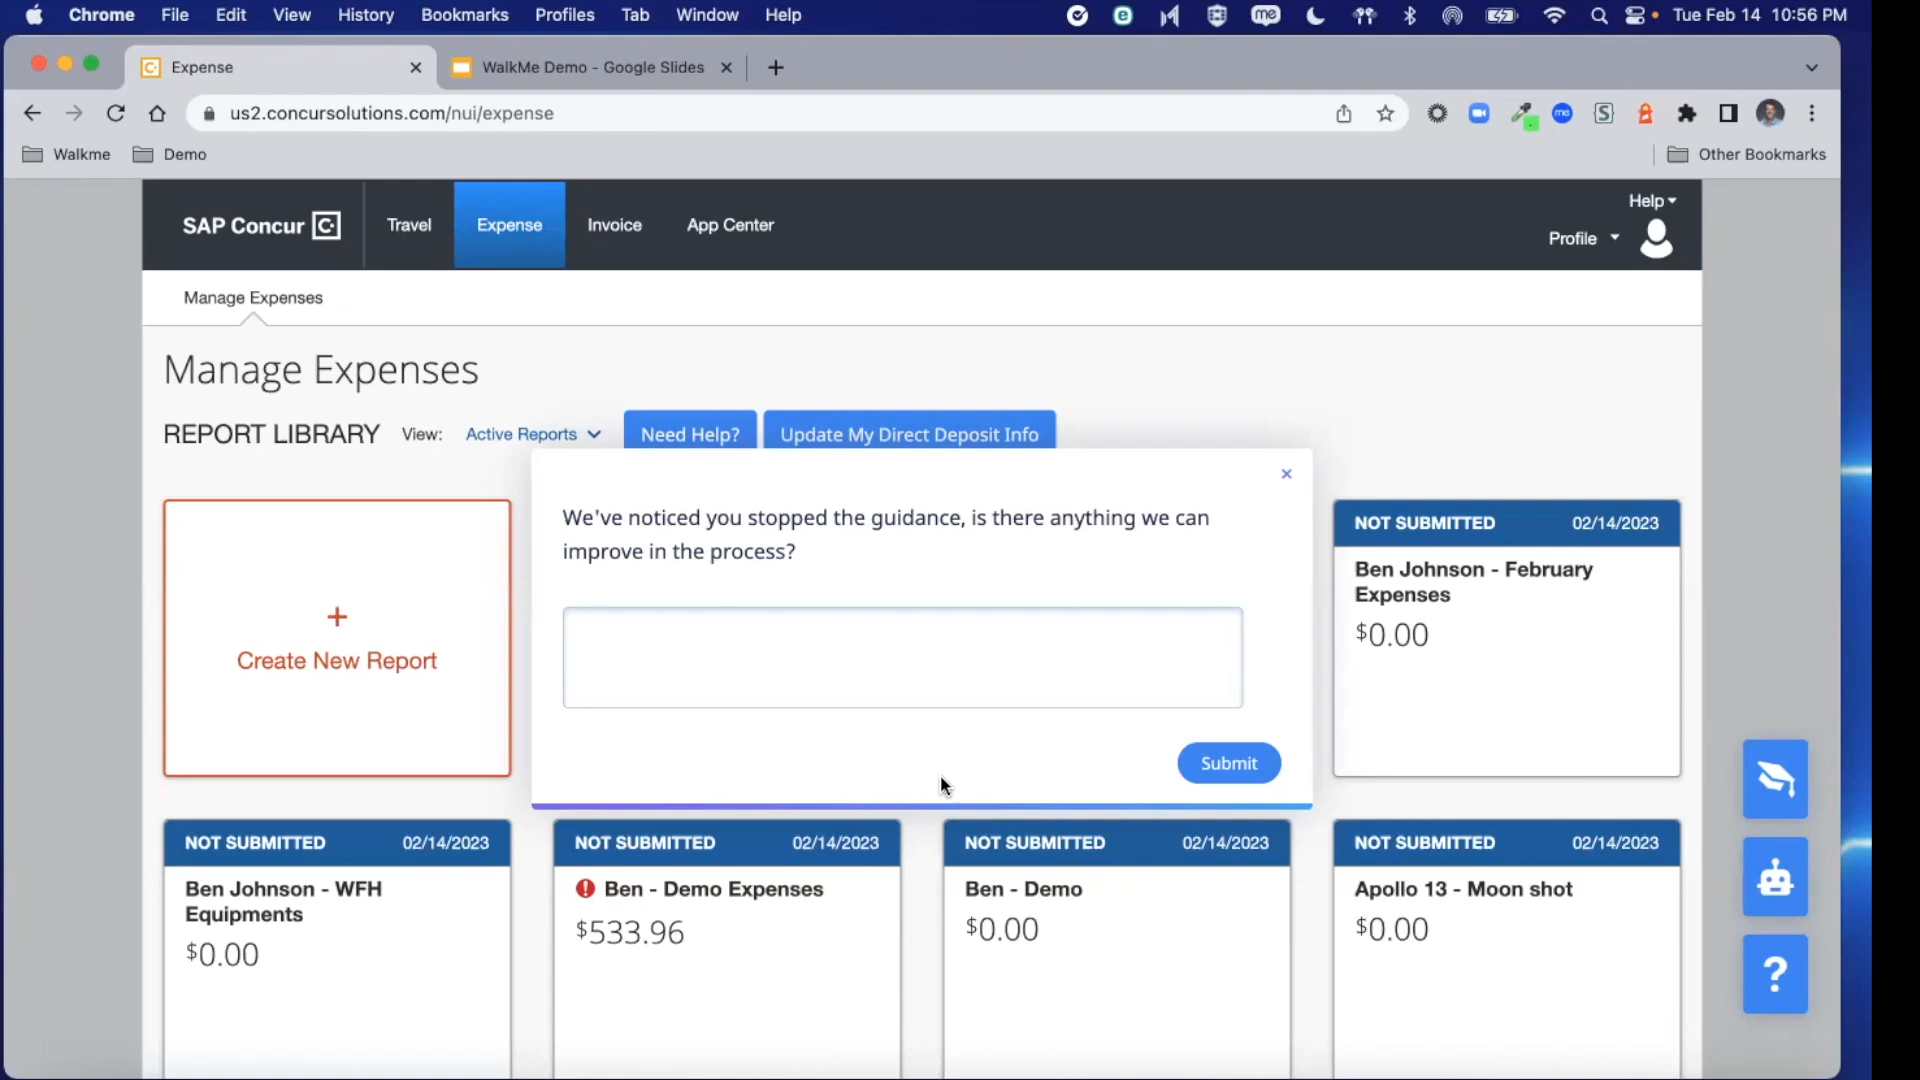 Chrome File Edit View History Bookmarks Profiles Tab Window Help
me
Tue Feb 14 10:56 PM
Expense
WalkMe Demo - Google Slides
us2.concursolutions.com/nui/expense
me
Walkme
Demo
Other Bookmarks
SAP Concur C
Travel
Expense
Invoice
App Center
Help
Profile
Manage Expenses
Manage Expenses
REPORT LIBRARY
View: Active Reports
Need Help?
Update My Direct Deposit Info
We've noticed you stopped the guidance, is there anything we can
improve in the process?
Submit
+
Create New Report
NOT SUBMITTED 02/14/2023
Ben Johnson - February
Expenses
$0.00
NOT SUBMITTED 02/14/2023
Ben Johnson - WFH
Equipments
$0.00
NOT SUBMITTED 02/14/2023
Ben - Demo Expenses
$533.96
NOT SUBMITTED 02/14/2023
Ben - Demo
$0.00
NOT SUBMITTED 02/14/2023
Apollo 13 - Moon shot
$0.00
?